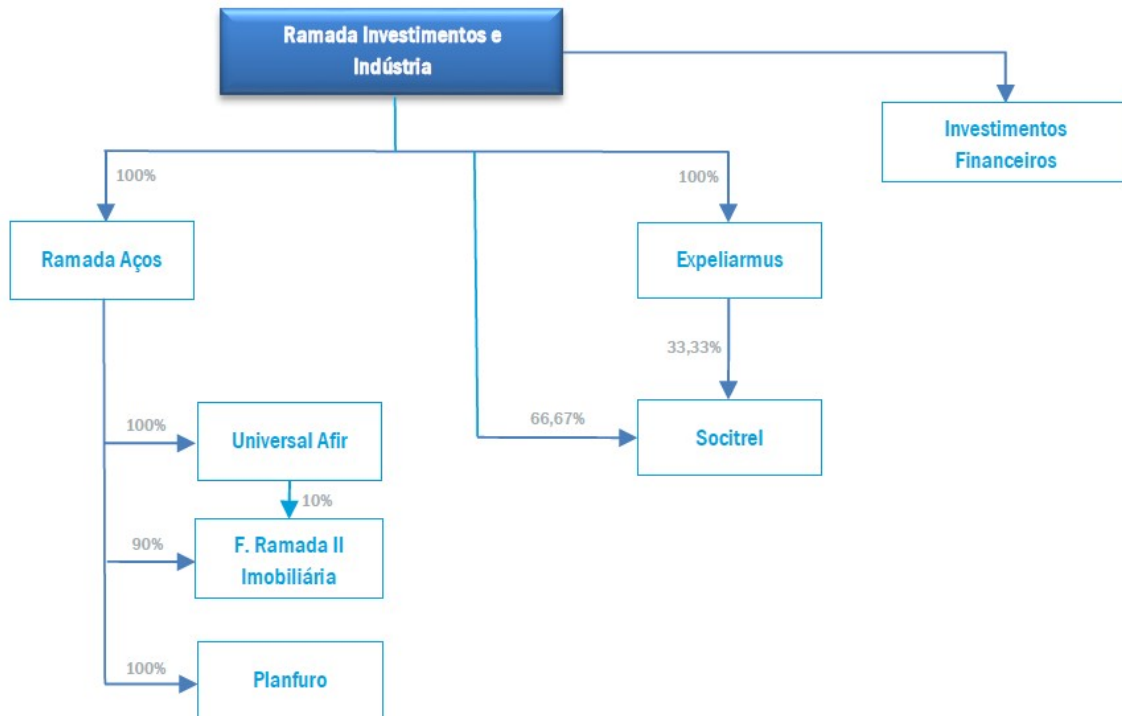 Ramada Investimentos e
Indústria
Investimentos
Financeiros
100%
100%
Ramada Aços
Expeliarmus
33,33%
100%
Universal Afir
66,67%
Socitrel
10%
90%
F. Ramada II
Imobiliária
100%
Planfuro